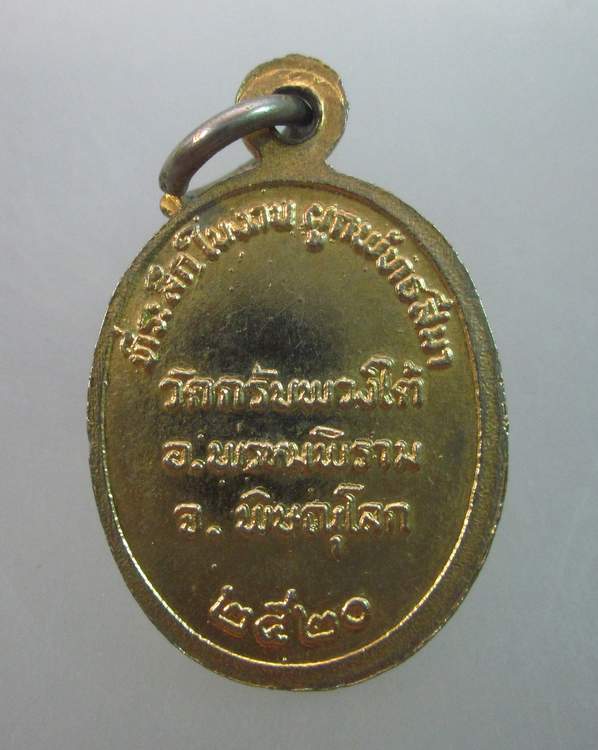 ที่ระลึกในงาน ผูกพัทธสีมา
วัดกรับพวงใต้
อ.พรหมพิราม
จ. พิษณุโลก
๒๕๒๐